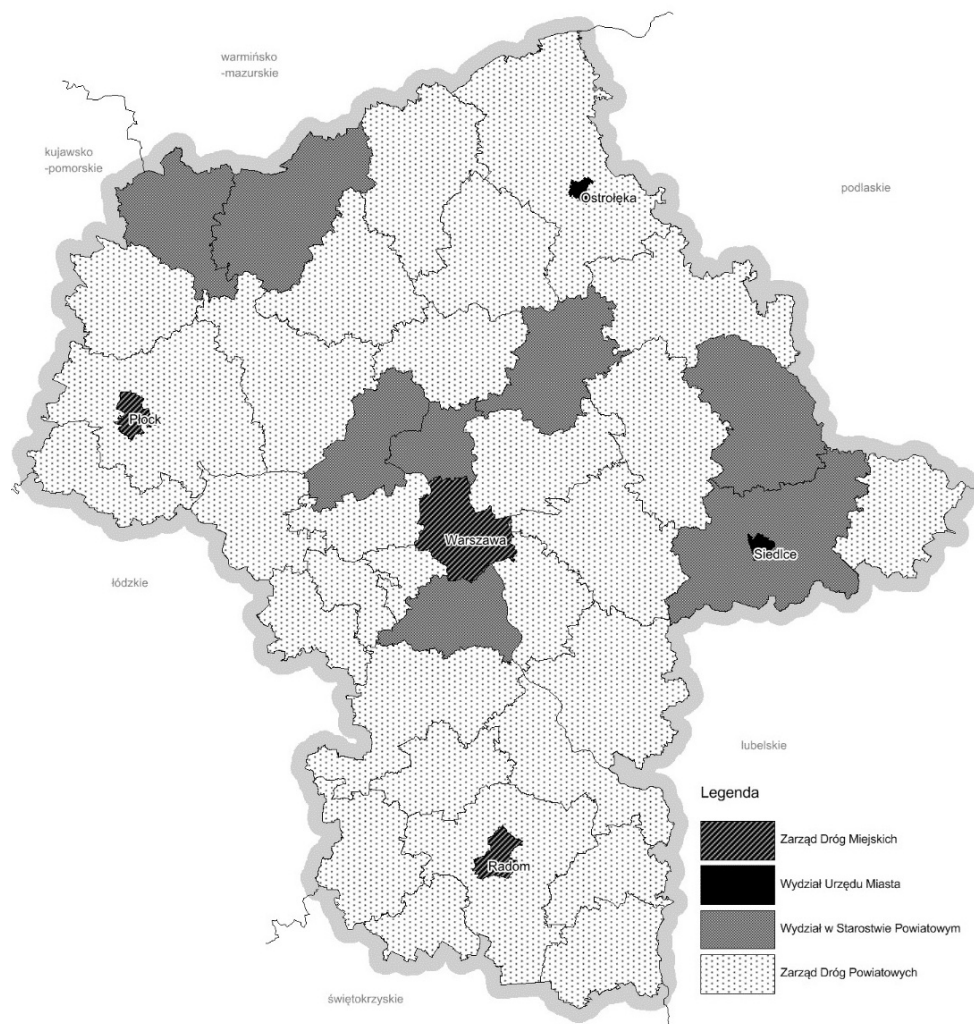 warmińsko
-mazurskie
kujawsko
-pomorskie
podlaskie
Ostrołęka
Płock
Warszawa
Siedlce
łódzkie
lubelskie
Radom
świętokrzyskie
Legenda
Zarząd Dróg Miejskich
Wydział Urzędu Miasta
Wydział w Starostwie Powiatowym
Zarząd Dróg Powiatowych